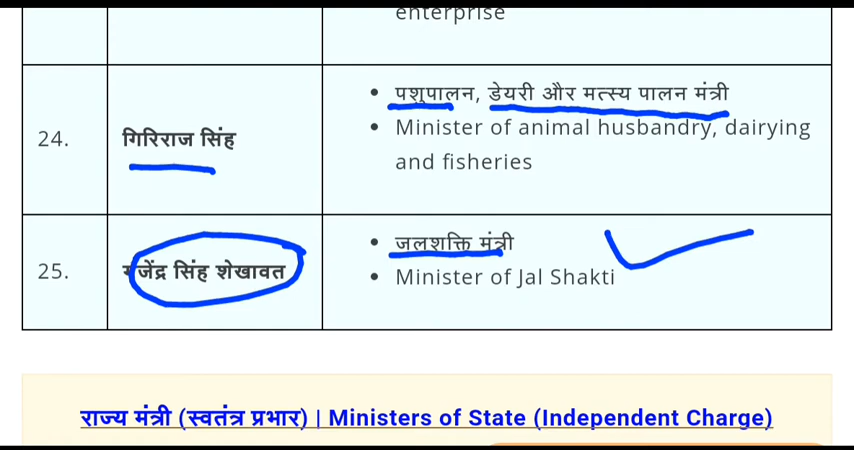 enterprise
24.
गिरिराज सिंह
पशुपालन, डेयरी और मत्स्य पालन मंत्री
Minister of animal husbandry, dairying
and fisheries
25.
गजेंद्र सिंह शेखावत
जलशक्ति मंत्री
Minister of Jal Shakti
राज्य मंत्री (स्वतंत्र प्रभार) | Ministers of State (Independent Charge)